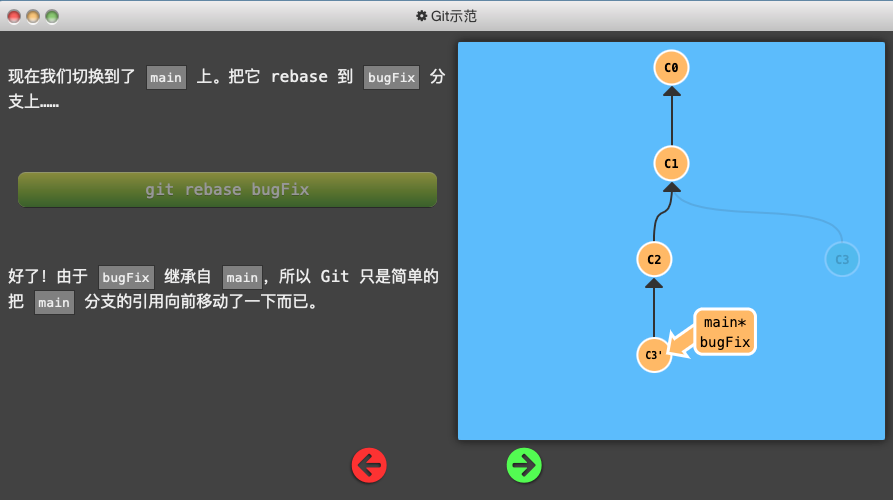 Git示范
现在我们切换到了 main 上。把它 rebase 到 bugFix 分
支上……
git rebase bugFix
好了！由于 bugFix 继承自 main，所以 Git 只是简单的
把 main 分支的引用向前移动了一下而已。
C0
C1
C2
C3
main*
bugFix
C3'